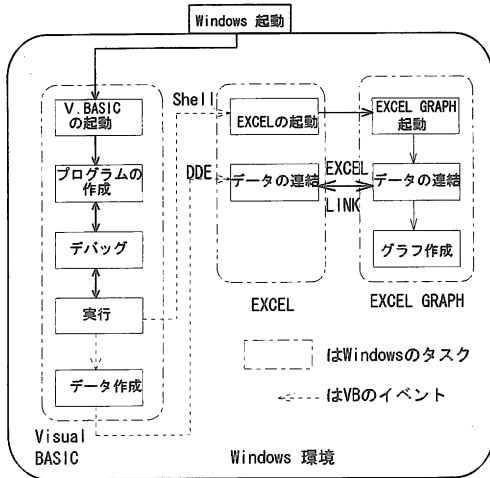 Windows 起動
V.BASIC
の起動
プログラムの
作成
デバッグ
実行
データ作成
Visual
BASIC
Shell
DDE
EXCELの起動
データの連結
EXCEL
EXCEL
LINK
EXCEL GRAPH
起動
データの連結
グラフ作成
EXCEL GRAPH
はWindowsのタスク
はVBのイベント
Windows 環境